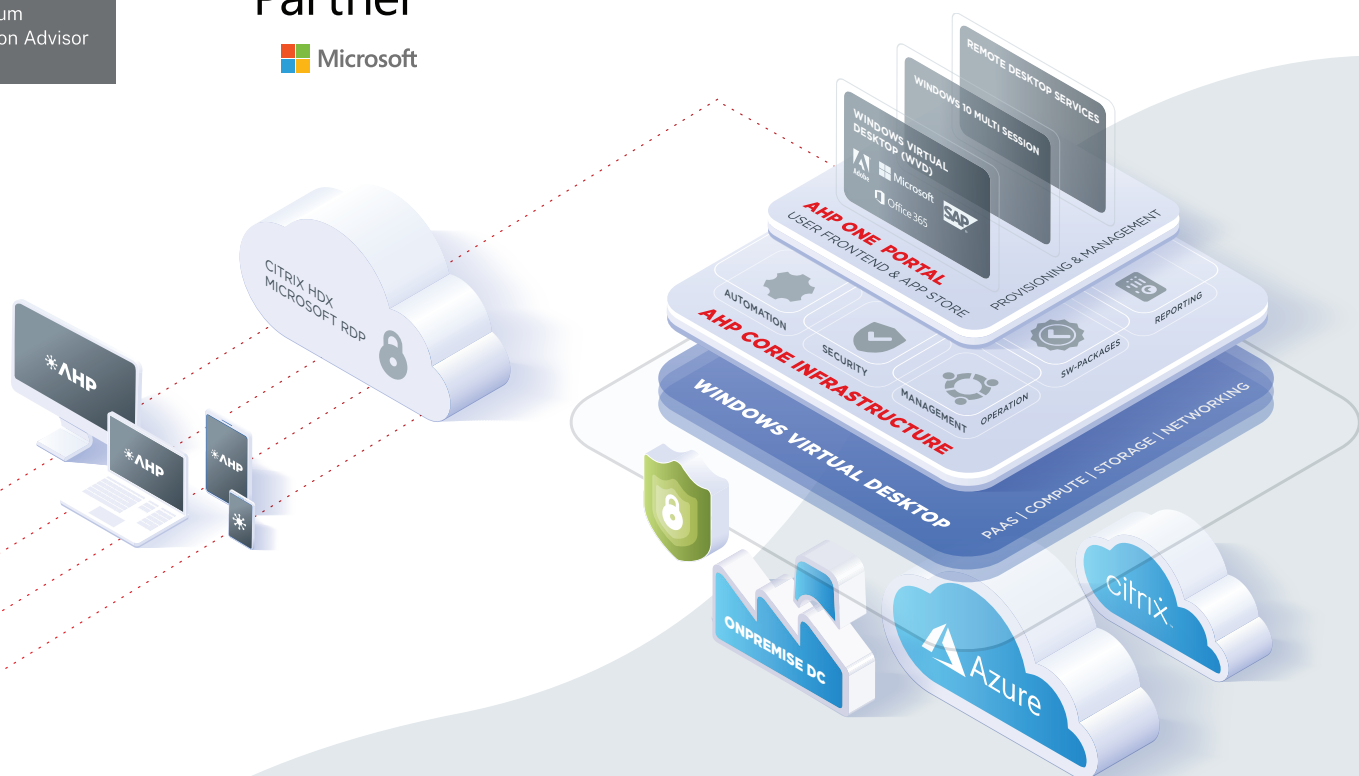 um
on Advisor
Partner
Microsoft
REMOTE DESKTOP SERVICES
WINDOWS 10 MULTI SESSION
WINDOWS VIRTUAL
DESKTOP (WVD)
Adobe
Microsoft
Office 365
SAP
AHP ONE PORTAL
USER FRONTEND & APP STORE
PROVISIONING & MANAGEMENT
AUTOMATION
SECURITY
MANAGEMENT
OPERATION
SW-PACKAGES
REPORTING
AHP CORE INFRASTRUCTURE
WINDOWS VIRTUAL DESKTOP
PAAS | COMPUTE | STORAGE | NETWORKING
CITRIX HDX
MICROSOFT RDP
AHP
AHP
AHP
ONPREMISE DC
Azure
citrix